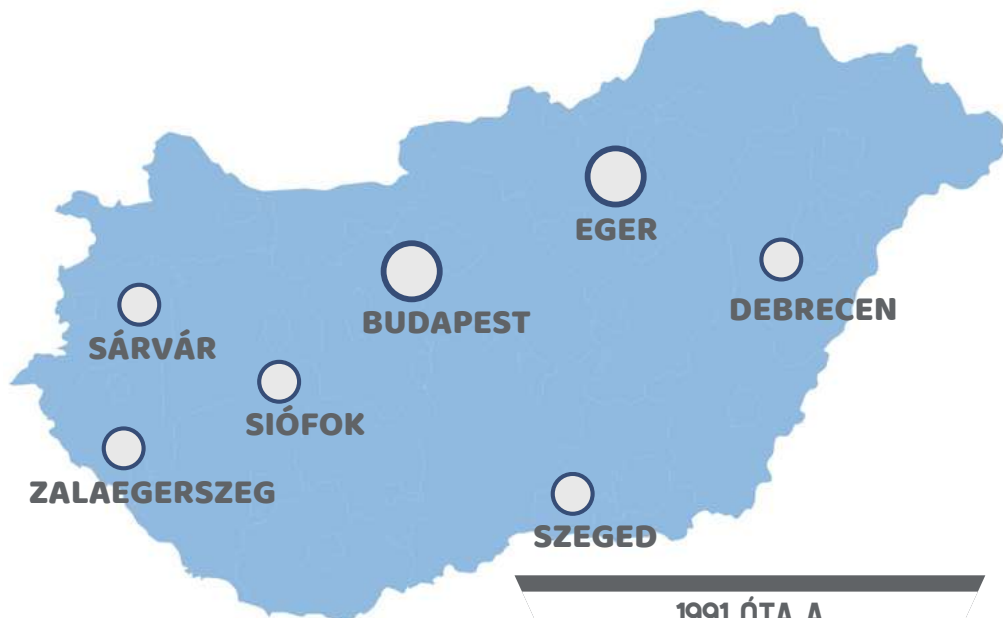 EGER
DEBRECEN
BUDAPEST
SÁRVÁR
SIÓFOK
ZALAEGERSZEG
SZEGED
1991 ÓTA A